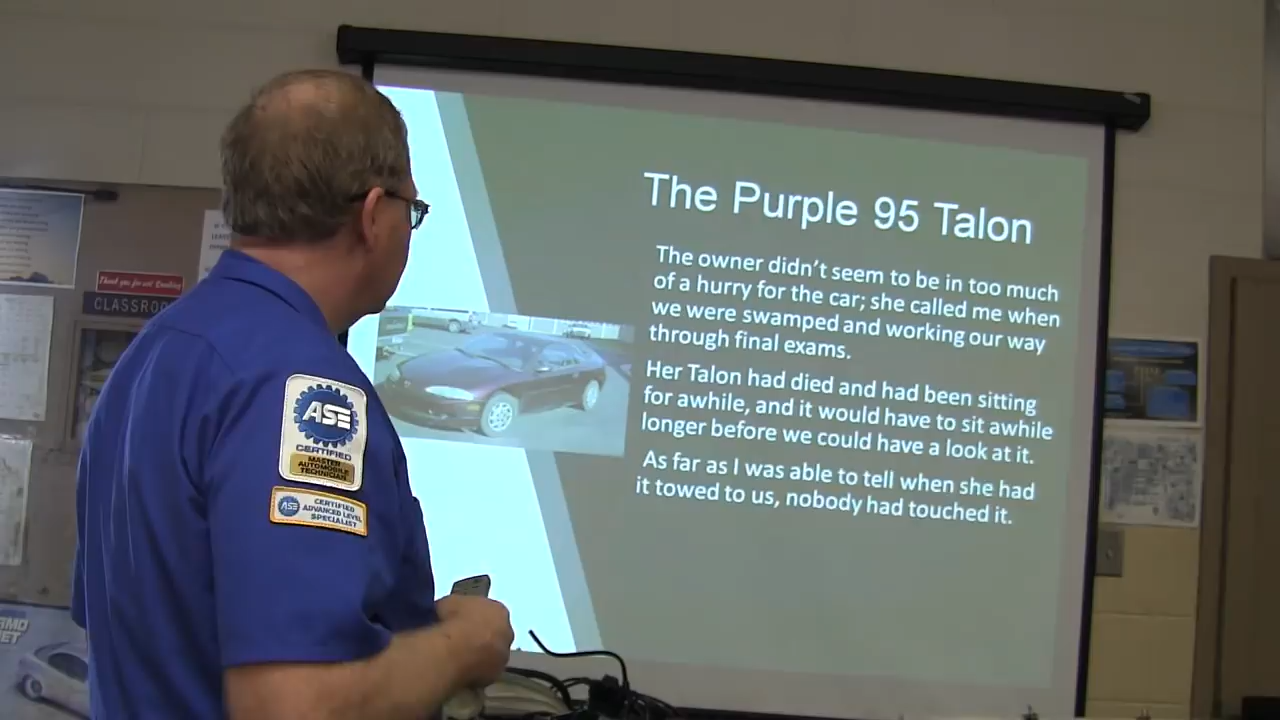 The Purple 95 Talon
The owner didn't seem to be in too much
of a hurry for the car; she called me when
we were swamped and working our way
through final exams.
Her Talon had died and had been sitting
for awhile, and it would have to sit awhile
longer before we could have a look at it.
As far as I was able to tell when she had
it towed to us, nobody had touched it.
Thank you for not Smoking
CLASSROO
ASE
CERTIFIED
MASTER
AUTOMOBILE
TECHNICIAN
ASE
CERTIFIED
ADVANCED LEVEL
SPECIALIST